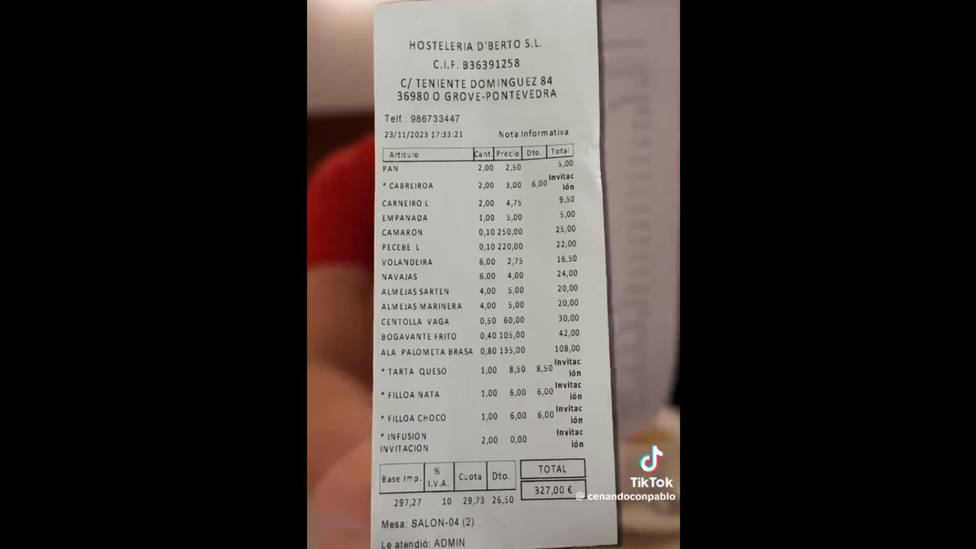 HOSTELERIA D'BERTO S.L.
C.I.F. B36391258
C/ TENIENTE DOMINGUEZ 84
36980 O GROVE-PONTEVEDRA
Telf.: 986733447
23/11/2023 17:33:21 Nota Informativa
Artículo Cant. Precio Dto. Total
PAN 2,00 2,50 5,00
* CABREIROA 2,00 3,00 6,00 Invitac
ión
CARNEIRO L 2,00 4,75 9,50
EMPANADA 1,00 5,00 5,00
CAMARON 0,10 250,00 25,00
PECEBE L 0,10 220,00 22,00
VOLANDEIRA 6,00 2,75 16,50
NAVAJAS 6,00 4,00 24,00
ALMEJAS SARTEN 4,00 5,00 20,00
ALMEJAS MARINERA 4,00 5,00 20,00
CENTOLLA VAGA 0,50 60,00 30,00
BOGAVANTE FRITO 0,40 105,00 42,00
ALA PALOMETA BRASA 0,80 135,00 108,00
* TARTA QUESO 1,00 8,50 8,50 Invitac
ión
* FILLOA NATA 1,00 6,00 6,00 Invitac
ión
* FILLOA CHOCO 1,00 6,00 6,00 Invitac
ión
* INFUSIÓN
INVITACION 2,00 0,00 Invitac
ión
Base Imp. % I.V.A. Cuota Dto. TOTAL
297,27 10 29,73 26,50 327,00 €
Mesa: SALON-04 (2)
Le atendió: ADMIN
TikTok
@ cenandoconpablo